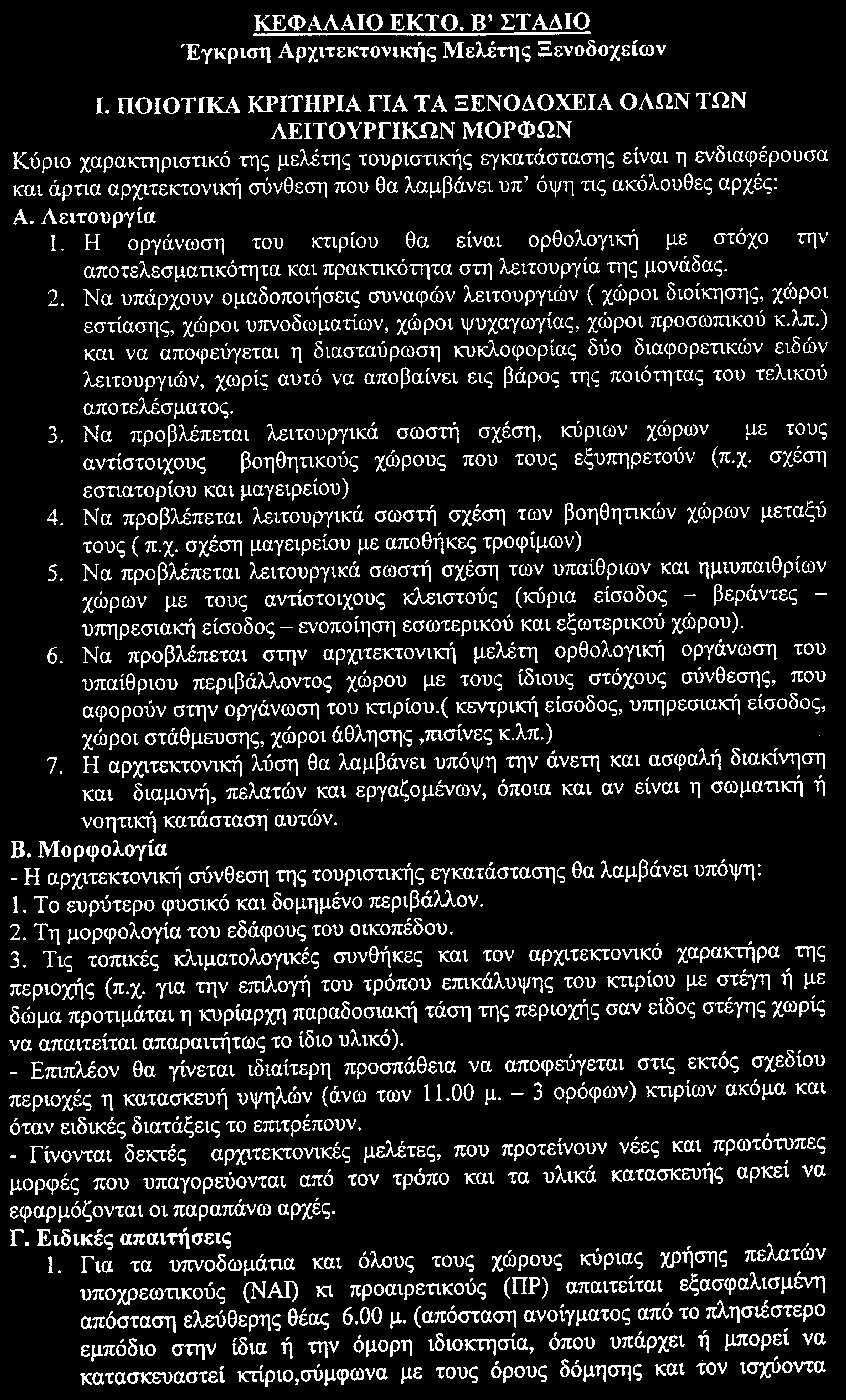 ΚΕΦΑΛΑΙΟ ΕΚΤΟ. Β' ΣΤΑΔΙΟ
Έγκριση Αρχιτεκτονικής Μελέτης Ξενοδοχείων
Ι. ΠΟΙΟΤΙΚΑ ΚΡΙΤΗΡΙΑ ΓΙΑ ΤΑ ΞΕΝΟΔΟΧΕΙΑ ΟΛΩΝ ΤΩΝ
ΛΕΙΤΟΥΡΓΙΚΩΝ ΜΟΡΦΩΝ
Κύριο χαρακτηριστικό της μελέτης τουριστικής εγκατάστασης είναι η ενδιαφέρουσα
και άρτια αρχιτεκτονική σύνθεση που θα λαμβάνει υπ' όψη τις ακόλουθες αρχές:
Α. Λειτουργία
1. Η οργάνωση του κτιρίου θα είναι ορθολογική με στόχο την
αποτελεσματικότητα και πρακτικότητα στη λειτουργία της μονάδας.
2. Να υπάρχουν ομαδοποιήσεις συναφών λειτουργιών ( χώροι διοίκησης, χώροι
εστίασης, χώροι υπνοδωματίων, χώροι ψυχαγωγίας, χώροι προσωπικού κ.λπ.)
και να αποφεύγεται η διασταύρωση κυκλοφορίας δύο διαφορετικών ειδών
λειτουργιών, χωρίς αυτό να αποβαίνει εις βάρος της ποιότητας του τελικού
αποτελέσματος.
3. Να προβλέπεται λειτουργικά σωστή σχέση, κύριων χώρων με τους
αντίστοιχους βοηθητικούς χώρους που τους εξυπηρετούν (π.χ. σχέση
εστιατορίου και μαγειρείου)
4. Να προβλέπεται λειτουργικά σωστή σχέση των βοηθητικών χώρων μεταξύ
τους ( π.χ. σχέση μαγειρείου με αποθήκες τροφίμων)
5. Να προβλέπεται λειτουργικά σωστή σχέση των υπαίθριων και ημιυπαιθρίων
χώρων με τους αντίστοιχους κλειστούς (κύρια είσοδος – βεράντες –
υπηρεσιακή είσοδος – ενοποίηση εσωτερικού και εξωτερικού χώρου).
6. Να προβλέπεται στην αρχιτεκτονική μελέτη ορθολογική οργάνωση του
υπαίθριου περιβάλλοντος χώρου με τους ίδιους στόχους σύνθεσης, που
αφορούν στην οργάνωση του κτιρίου.( κεντρική είσοδος, υπηρεσιακή είσοδος,
χώροι στάθμευσης, χώροι άθλησης ,πισίνες κ.λπ.)
7. Η αρχιτεκτονική λύση θα λαμβάνει υπόψη την άνετη και ασφαλή διακίνηση
και διαμονή, πελατών και εργαζομένων, όποια και αν είναι η σωματική ή
νοητική κατάσταση αυτών.
Β. Μορφολογία
- Η αρχιτεκτονική σύνθεση της τουριστικής εγκατάστασης θα λαμβάνει υπόψη:
1. Το ευρύτερο φυσικό και δομημένο περιβάλλον.
2. Τη μορφολογία του εδάφους του οικοπέδου.
3. Τις τοπικές κλιματολογικές συνθήκες και τον αρχιτεκτονικό χαρακτήρα της
περιοχής (π.χ. για την επιλογή του τρόπου επικάλυψης του κτιρίου με στέγη ή με
δώμα προτιμάται η κυρίαρχη παραδοσιακή τάση της περιοχής σαν είδος στέγης χωρίς
να απαιτείται απαραιτήτως το ίδιο υλικό).
- Επιπλέον θα γίνεται ιδιαίτερη προσπάθεια να αποφεύγεται στις εκτός σχεδίου
περιοχές η κατασκευή υψηλών (άνω των 11.00 μ. – 3 ορόφων) κτιρίων ακόμα και
όταν ειδικές διατάξεις το επιτρέπουν.
- Γίνονται δεκτές αρχιτεκτονικές μελέτες, που προτείνουν νέες και πρωτότυπες
μορφές που υπαγορεύονται από τον τρόπο και τα υλικά κατασκευής αρκεί να
εφαρμόζονται οι παραπάνω αρχές.
Γ. Ειδικές απαιτήσεις
1. Για τα υπνοδωμάτια και όλους τους χώρους κύριας χρήσης πελατών
υποχρεωτικούς (ΝΑΙ) κι προαιρετικούς (ΠΡ) απαιτείται εξασφαλισμένη
απόσταση ελεύθερης θέας 6.00 μ. (απόσταση ανοίγματος από το πλησιέστερο
εμπόδιο στην ίδια ή την όμορη ιδιοκτησία, όπου υπάρχει ή μπορεί να
κατασκευαστεί κτίριο,σύμφωνα με τους όρους δόμησης και τον ισχύοντα